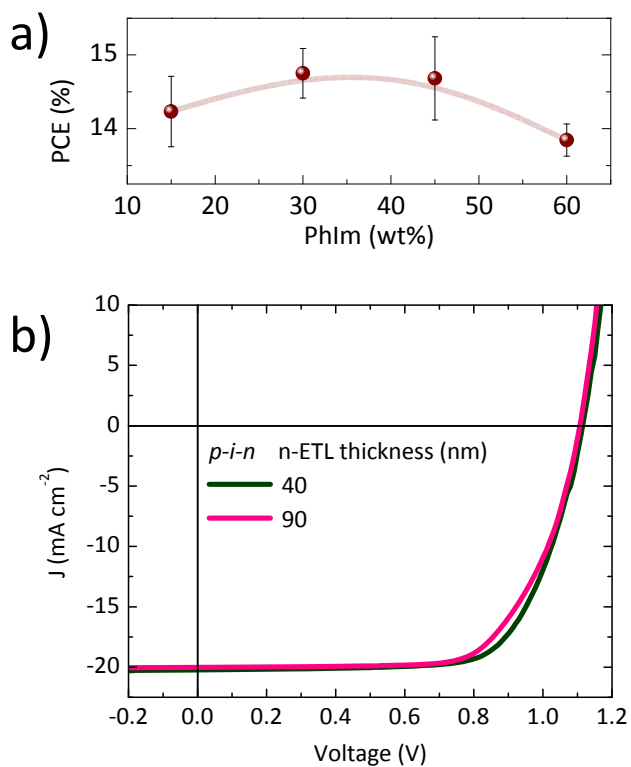 a)
15
14
PCE (%)
10 20 30 40 50 60
PhIm (wt%)
b)
10
5
0
-5
-10
-15
-20
J (mA cm⁻²)
p-i-n n-ETL thickness (nm)
40
90
-0.2 0.0 0.2 0.4 0.6 0.8 1.0 1.2
Voltage (V)